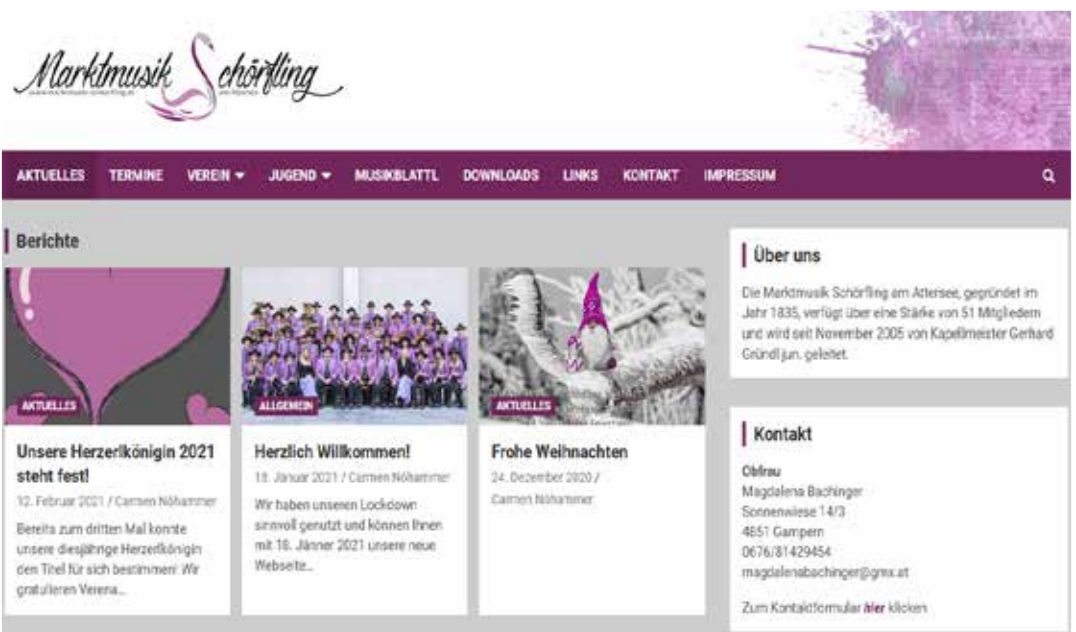 Marktmusik Schörfling
AKTUELLES TERMINE VEREIN JUGEND MUSIKBLATTL DOWNLOADS LINKS KONTAKT IMPRESSUM
Berichte
AKTUELLES
Unsere Herzerlkönigin 2021
steht fest!
12. Februar 2021 / Carmen Nöhammer
Bereits zum dritten Mal konnte
unsere diesjährige Herzerlkönigin
den Titel für sich bestimmen! Wir
gratulieren Verena...
ALLGEMEIN
Herzlich Willkommen!
18. Januar 2021 / Carmen Nöhammer
Wir haben unseren Lockdown
sinnvoll genutzt und können Ihnen
mit 18. Jänner 2021 unsere neue
Webseite...
AKTUELLES
Frohe Weihnachten
24. Dezember 2020 /
Carmen Nöhammer
Über uns
Die Marktmusik Schörfling am Attersee, gegründet im
Jahr 1835, verfügt über eine Stärke von 51 Mitgliedern
und wird seit November 2005 von Kapellmeister Gerhard
Gründl jun. geleitet.
Kontakt
Obfrau
Magdalena Bachinger
Sonnenwiese 14/3
4851 Gampern
0676/81429454
magdalenabachinger@gmx.at
Zum Kontaktformular hier klicken